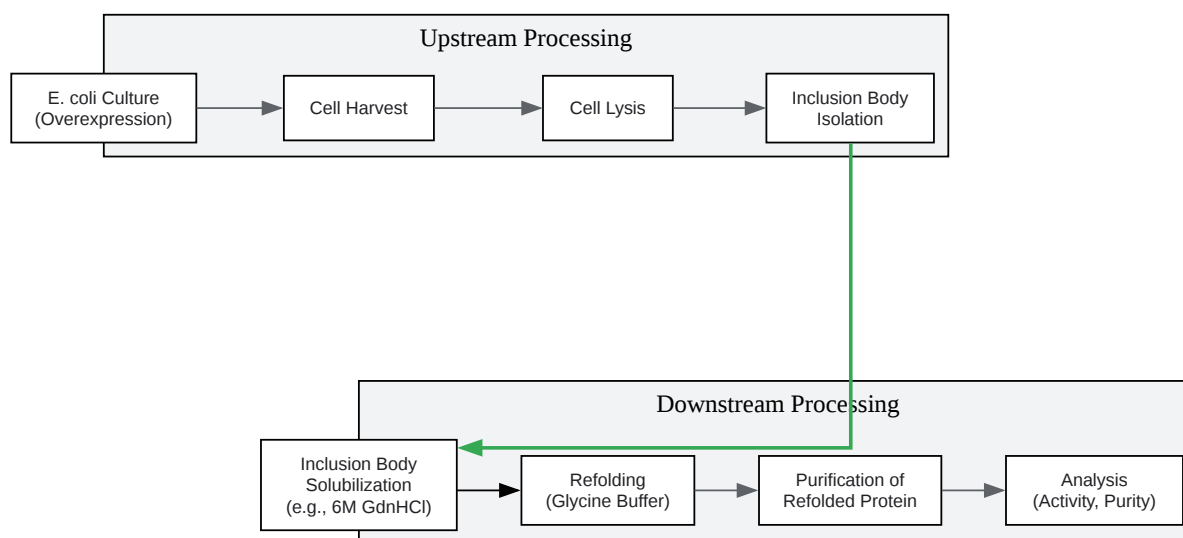 Upstream Processing
E. coli Culture
(Overexpression)
Cell Harvest
Cell Lysis
Inclusion Body
Isolation
Downstream Processing
Inclusion Body
Solubilization
(e.g., 6M GdnHCl)
Refolding
(Glycine Buffer)
Purification of
Refolded Protein
Analysis
(Activity, Purity)